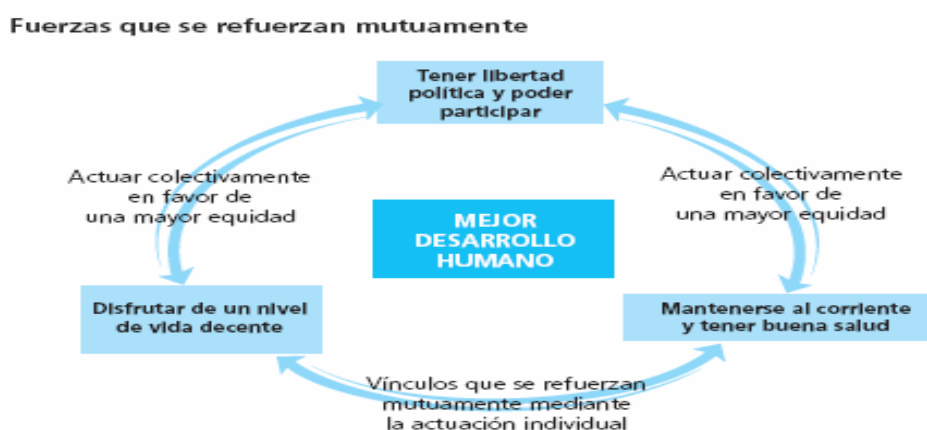 Fuerzas que se refuerzan mutuamente
Tener libertad
política y poder
participar
Actuar colectivamente
en favor de
una mayor equidad
Actuar colectivamente
en favor de
una mayor equidad
MEJOR
DESARROLLO
HUMANO
Disfrutar de un nivel
de vida decente
Mantenerse al corriente
y tener buena salud
Vínculos que se refuerzan
mutuamente mediante
la actuación individual